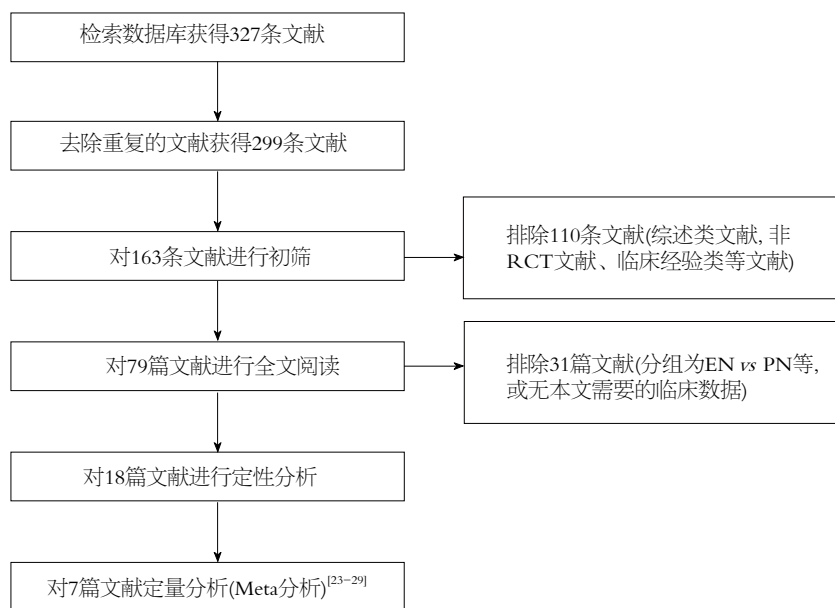 检索数据库获得327条文献
去除重复的文献获得299条文献
对163条文献进行初筛
排除110条文献(综述类文献, 非
RCT文献、临床经验类等文献)
对79篇文献进行全文阅读
排除31篇文献(分组为EN vs PN等,
或无本文需要的临床数据)
对18篇文献进行定性分析
对7篇文献定量分析(Meta分析)[23-29]